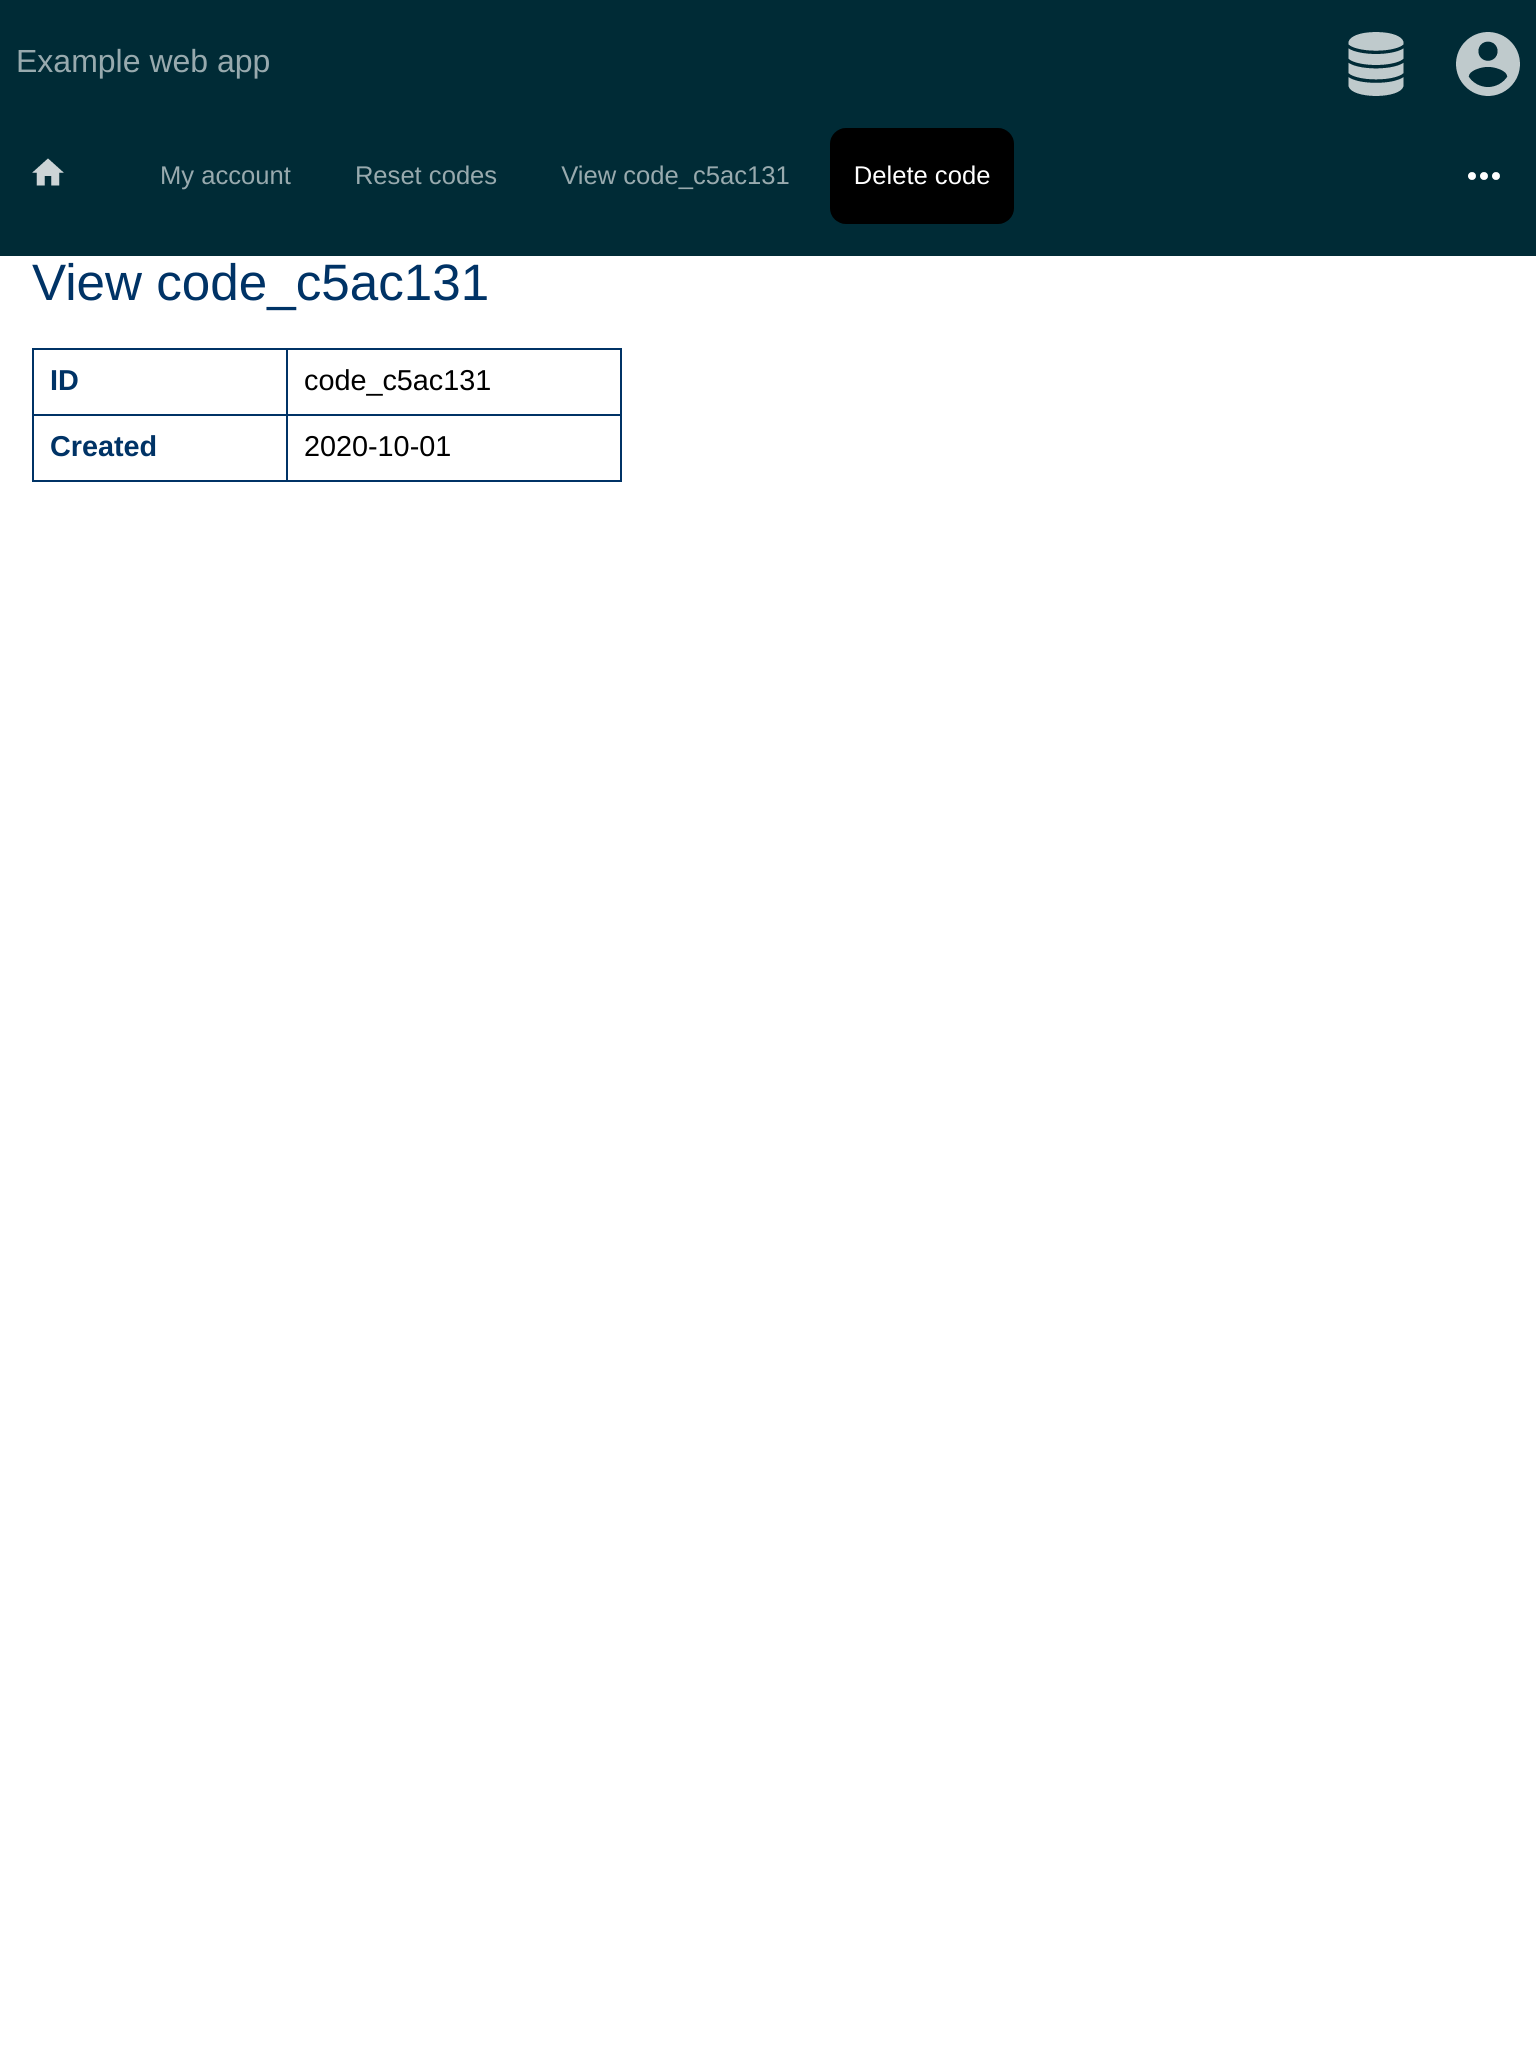 Example web app
My account Reset codes View code_c5ac131 Delete code
View code_c5ac131
ID code_c5ac131
Created 2020-10-01